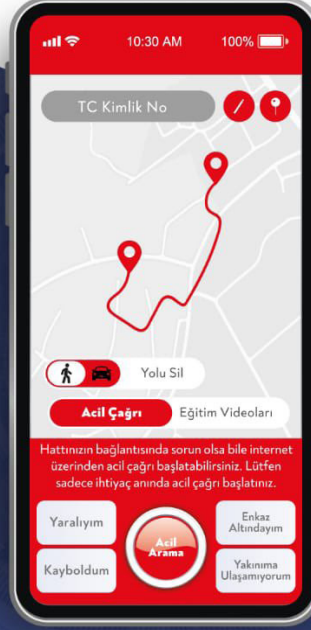 10:30 AM
100%
TC Kimlik No
Yolu Sil
Acil Çağrı
Eğitim Videoları
Hattınızın bağlantısında sorun olsa bile internet
üzerinden acil çağrı başlatabilirsiniz. Lütfen
sadece ihtiyaç anında acil çağrı başlatınız.
Yaralıyım
Acil
Arama
Enkaz
Altındayım
Kayboldum
Yakınıma
Ulaşamıyorum